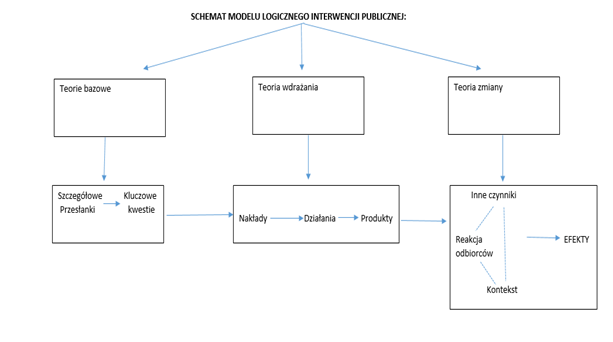 SCHEMAT MODELU LOGICZNEGO INTERWENCJI PUBLICZNEJ:
Teorie bazowe
Teoria wdrażania
Teoria zmiany
Szczegółowe Kluczowe
Przesłanki kwestie
Nakłady Działania Produkty
Inne czynniki
Reakcja
odbiorców
EFEKTY
Kontekst